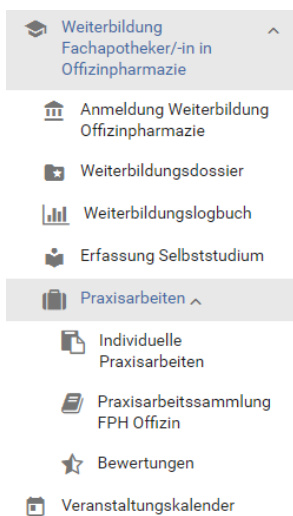 Weiterbildung
Fachapotheker/-in in
Offizinpharmazie
Anmeldung Weiterbildung
Offizinpharmazie
Weiterbildungsdossier
Weiterbildungslogbuch
Erfassung Selbststudium
Praxisarbeiten
Individuelle
Praxisarbeiten
Praxisarbeitssammlung
FPH Offizin
Bewertungen
Veranstaltungskalender